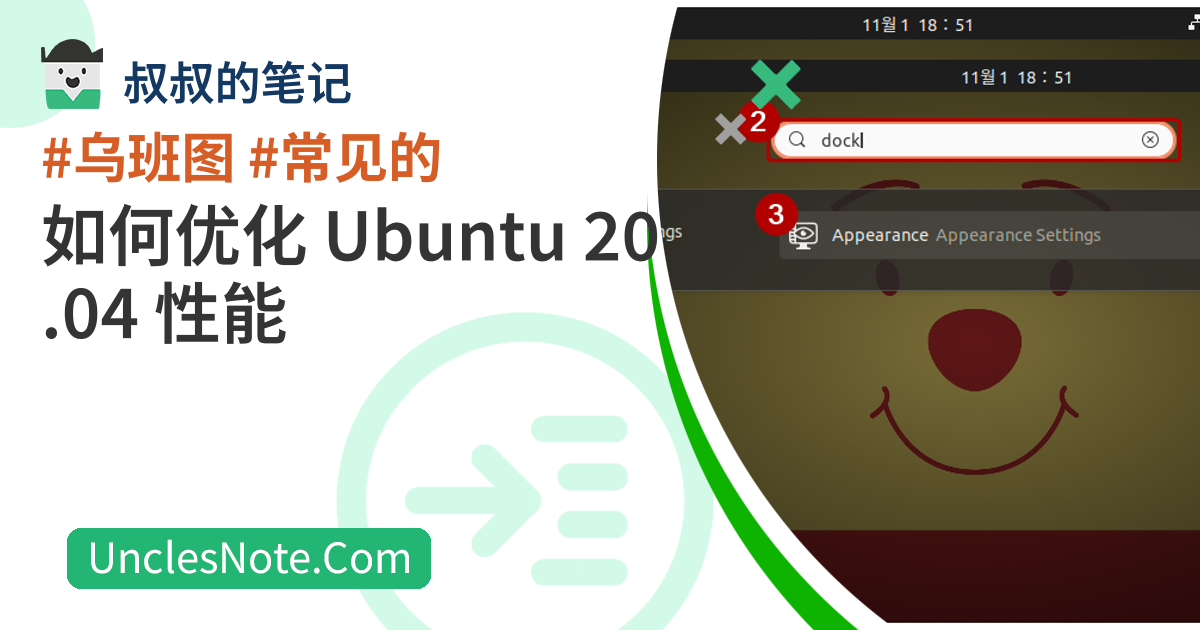 叔叔的笔记
#乌班图 #常见的
如何优化 Ubuntu 20
.04 性能
UnclesNote.Com
11월 1 18：51
11월 1 18：51
2
dock
3
ngs
Appearance Appearance Settings